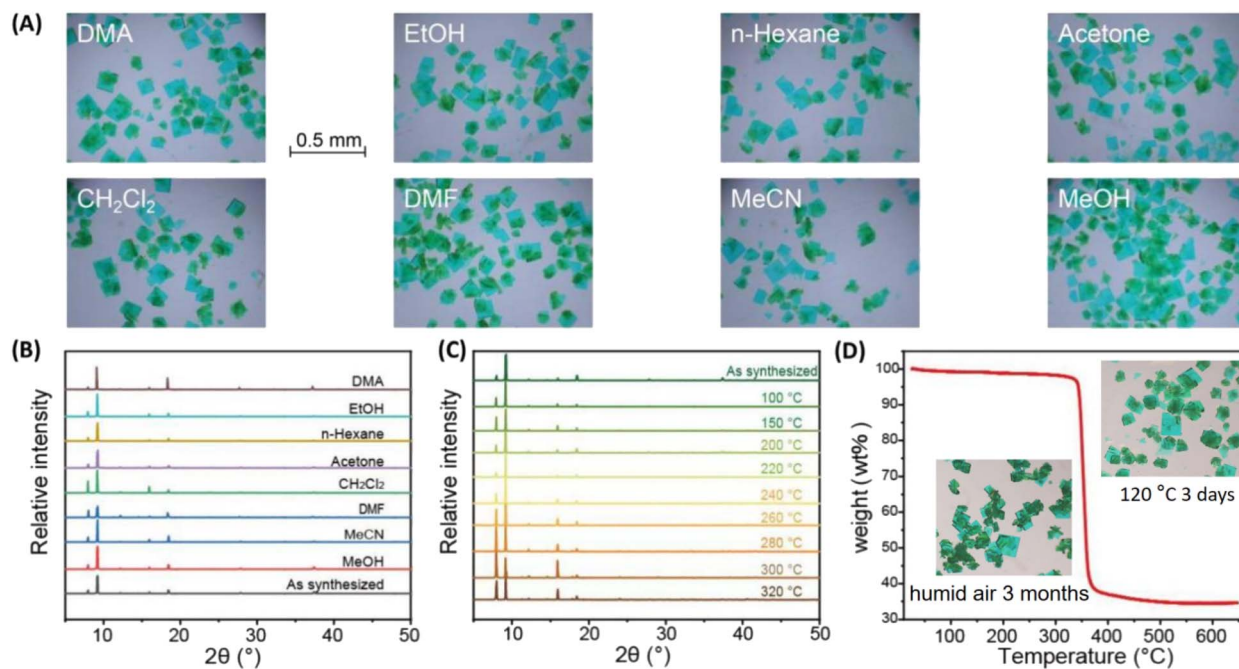 (A)
DMA
EtOH
n-Hexane
Acetone
0.5 mm
CH₂Cl₂
DMF
MeCN
MeOH
(B)
Relative intensity
DMA
EtOH
n-Hexane
Acetone
CH₂Cl₂
DMF
MeCN
MeOH
As synthesized
10 20 30 40 50
2θ (°)
(C)
Relative intensity
As synthesized
100 °C
150 °C
200 °C
220 °C
240 °C
260 °C
280 °C
300 °C
320 °C
10 20 30 40 50
2θ (°)
(D)
weight (wt%)
100
90
80
70
60
50
40
30
120 °C 3 days
humid air 3 months
100 200 300 400 500 600
Temperature (°C)